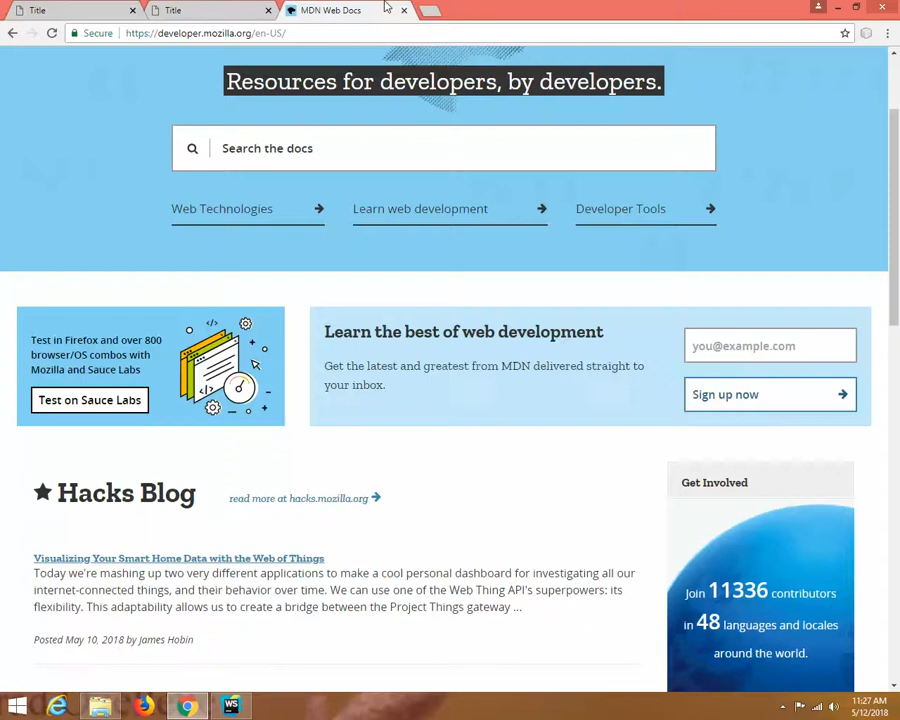 Title
Title
MDN Web Docs
Secure https://developer.mozilla.org/en-US/
Resources for developers, by developers.
Search the docs
Web Technologies
Learn web development
Developer Tools
Test in Firefox and over 800
browser/OS combos with
Mozilla and Sauce Labs
Test on Sauce Labs
Learn the best of web development
Get the latest and greatest from MDN delivered straight to
your inbox.
you@example.com
Sign up now
Hacks Blog
read more at hacks.mozilla.org
Visualizing Your Smart Home Data with the Web of Things
Today we're mashing up two very different applications to make a cool personal dashboard for investigating all our
internet-connected things, and their behavior over time. We can use one of the Web Thing API's superpowers: its
flexibility. This adaptability allows us to create a bridge between the Project Things gateway ...
Posted May 10, 2018 by James Hobin
Get Involved
Join 11336 contributors
in 48 languages and locales
around the world.
WS
11:27 AM
5/12/2018